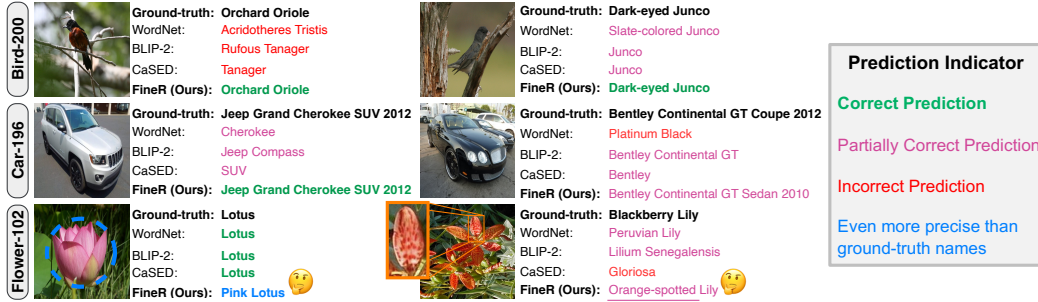 Bird-200
Ground-truth: Orchard Oriole
WordNet: Acridotheres Tristis
BLIP-2: Rufous Tanager
CaSED: Tanager
FineR (Ours): Orchard Oriole
Ground-truth: Dark-eyed Junco
WordNet: Slate-colored Junco
BLIP-2: Junco
CaSED: Junco
FineR (Ours): Dark-eyed Junco
Car-196
Ground-truth: Jeep Grand Cherokee SUV 2012
WordNet: Cherokee
BLIP-2: Jeep Compass
CaSED: SUV
FineR (Ours): Jeep Grand Cherokee SUV 2012
Ground-truth: Bentley Continental GT Coupe 2012
WordNet: Platinum Black
BLIP-2: Bentley Continental GT
CaSED: Bentley
FineR (Ours): Bentley Continental GT Sedan 2010
Flower-102
Ground-truth: Lotus
WordNet: Lotus
BLIP-2: Lotus
CaSED: Lotus
FineR (Ours): Pink Lotus
Ground-truth: Blackberry Lily
WordNet: Peruvian Lily
BLIP-2: Lilium Senegalensis
CaSED: Gloriosa
FineR (Ours): Orange-spotted Lily
Prediction Indicator
Correct Prediction
Partially Correct Prediction
Incorrect Prediction
Even more precise than
ground-truth names